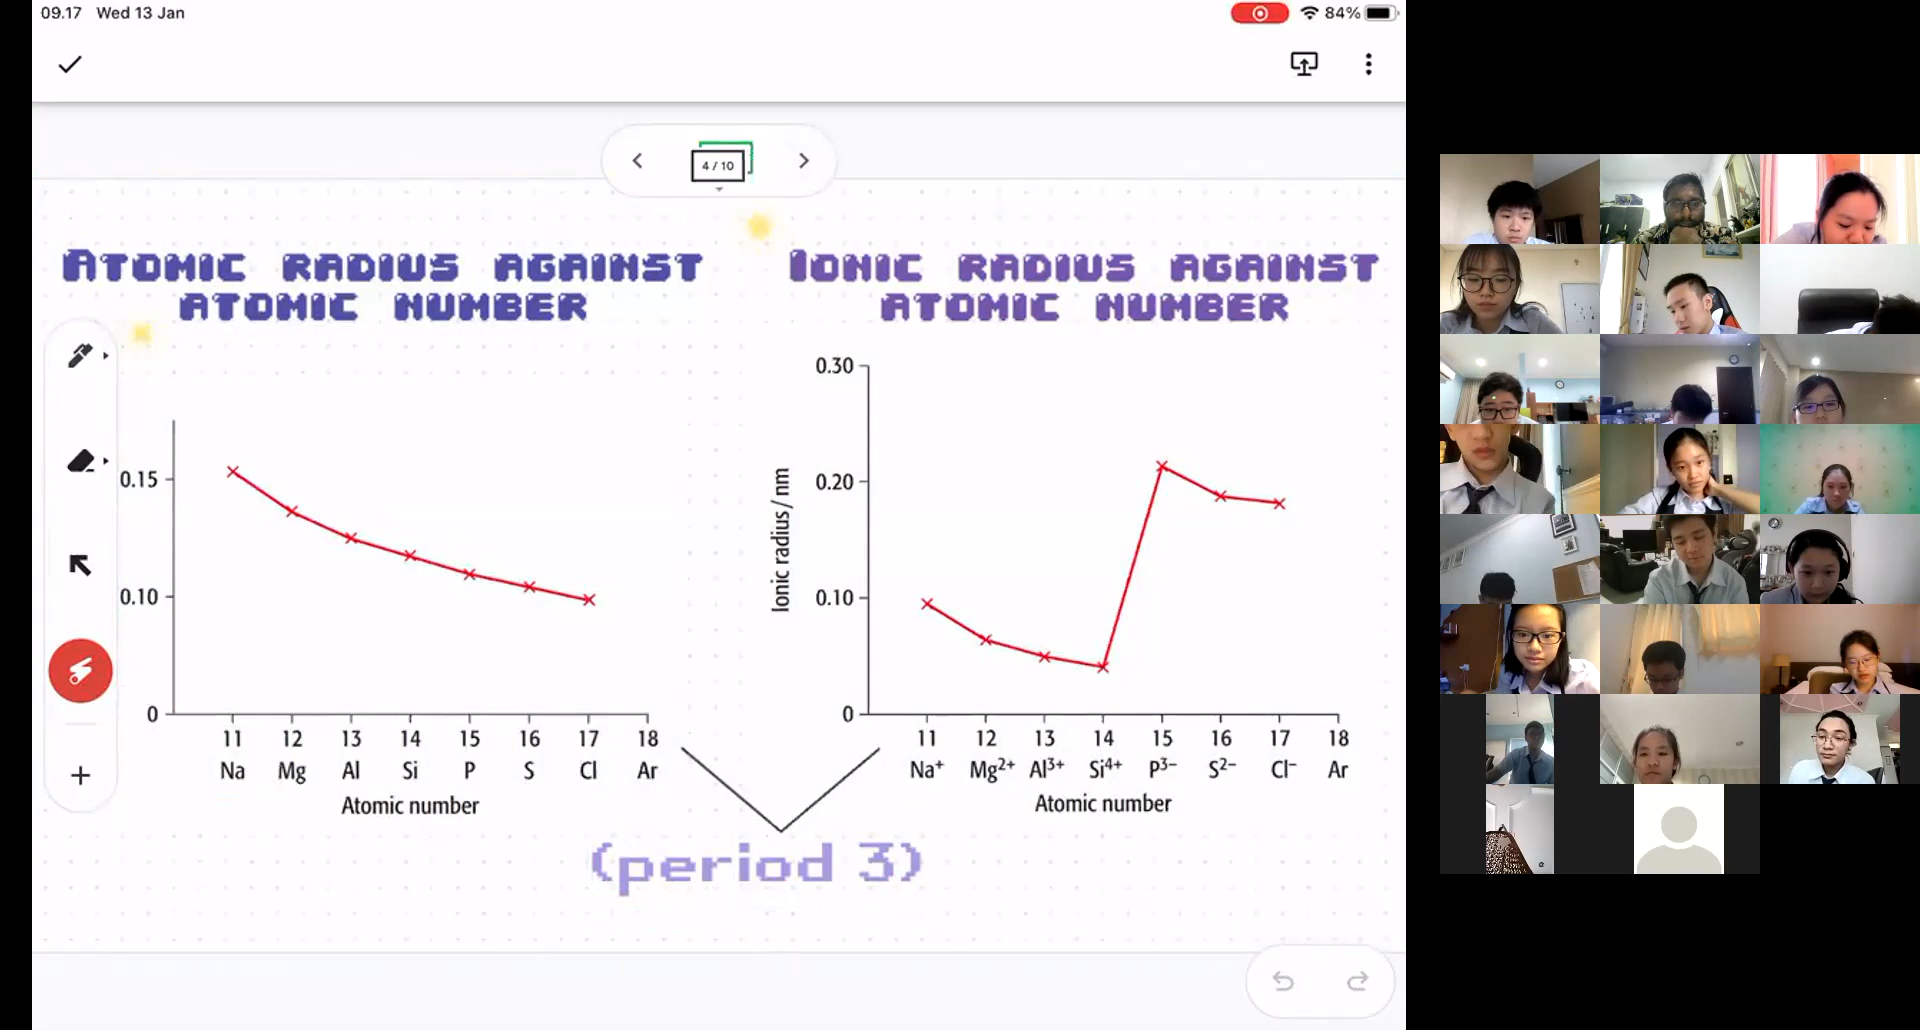 09.17 Wed 13 Jan
84%
4 / 10
ATOMIC RADIUS AGAINST
ATOMIC NUMBER
IONIC RADIUS AGAINST
ATOMIC NUMBER
0.15
0.10
0
11 12 13 14 15 16 17 18
Na Mg Al Si P S Cl Ar
Atomic number
Ionic radius / nm
0.30
0.20
0.10
0
11 12 13 14 15 16 17 18
Na⁺ Mg²⁺ Al³⁺ Si⁴⁺ P³⁻ S²⁻ Cl⁻ Ar
Atomic number
(period 3)